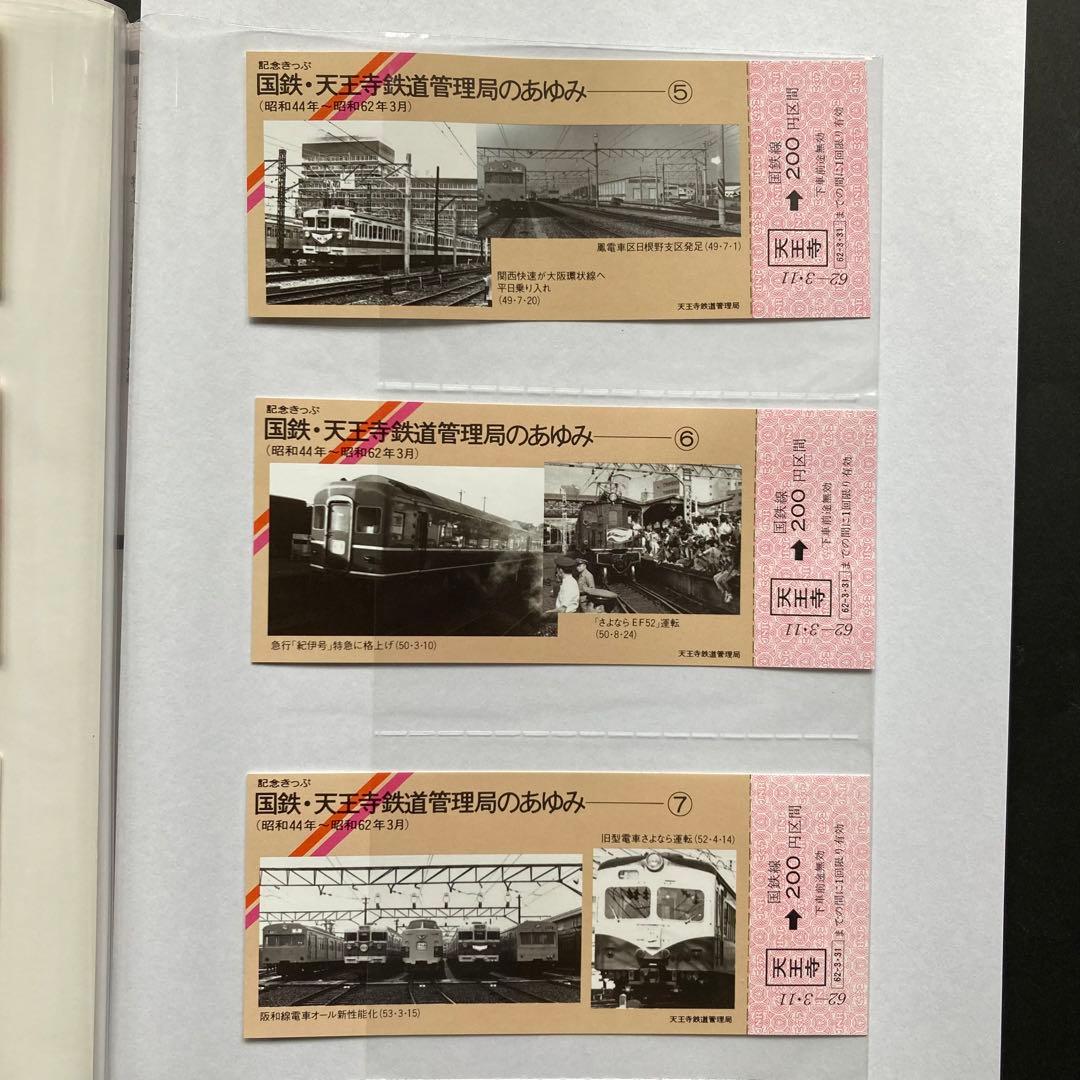 記念きっぷ
国鉄・天王寺鉄道管理局のあゆみ——⑤
(昭和44年～昭和62年3月)
鳳電車区日根野支区発足(49・7・1)
関西快速が大阪環状線へ
平日乗り入れ
(49・7・20)
天王寺鉄道管理局
国鉄線
天王寺➡200円区間
下車前途無効
62-3-31までの間に1回限り有効
62-3・11
記念きっぷ
国鉄・天王寺鉄道管理局のあゆみ——⑥
(昭和44年～昭和62年3月)
急行「紀伊号」特急に格上げ(50・3・10)
「さよならEF52」運転
(50・8・24)
天王寺鉄道管理局
国鉄線
天王寺➡200円区間
下車前途無効
62-3-31までの間に1回限り有効
62-3・11
記念きっぷ
国鉄・天王寺鉄道管理局のあゆみ——⑦
(昭和44年～昭和62年3月)
旧型電車さよなら運転(52・4・14)
阪和線電車オール新性能化(53・3・15)
天王寺鉄道管理局
国鉄線
天王寺➡200円区間
下車前途無効
62-3-31までの間に1回限り有効
62-3・11